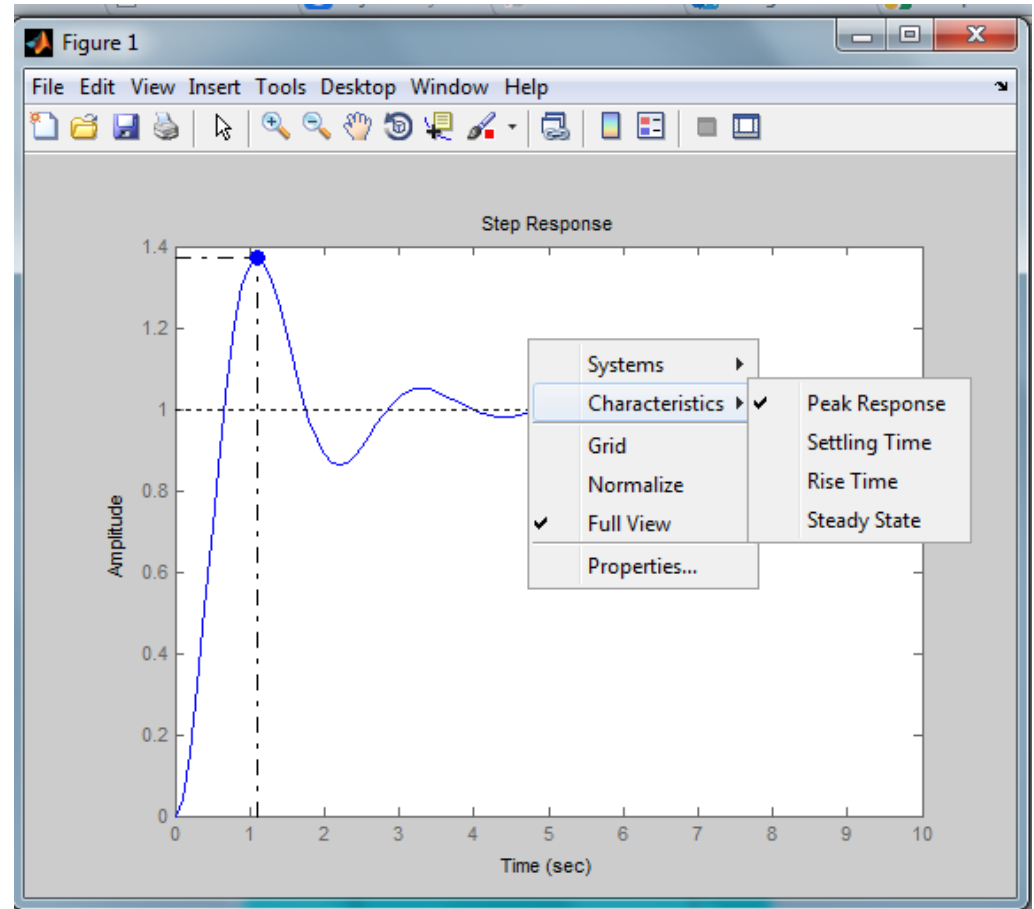 Figure 1
File Edit View Insert Tools Desktop Window Help
Step Response
1.4
1.2
1
0.8
0.6
0.4
0.2
0
Amplitude
0 1 2 3 4 5 6 7 8 9 10
Time (sec)
Systems
Characteristics
Grid
Normalize
Full View
Properties...
Peak Response
Settling Time
Rise Time
Steady State